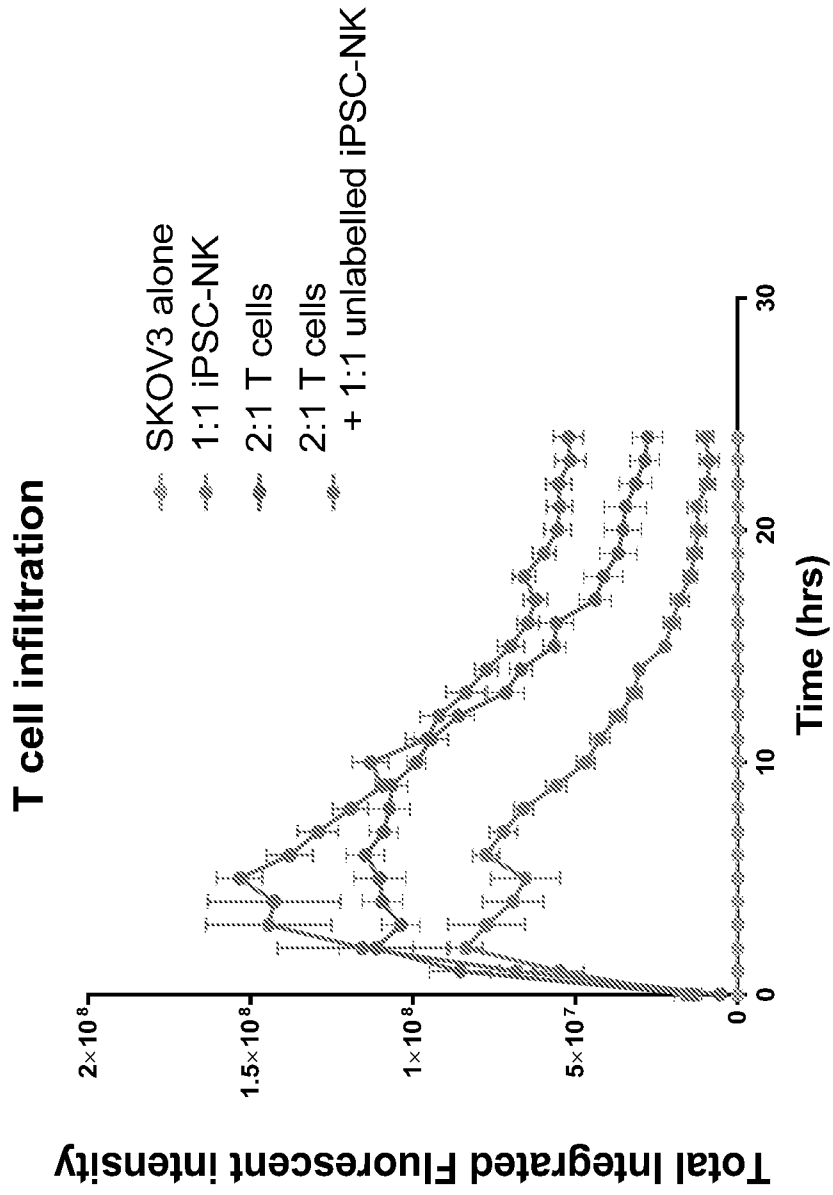 T cell infiltration
SKOV3 alone
1:1 iPSC-NK
2:1 T cells
2:1 T cells
+ 1:1 unlabelled iPSC-NK
Total Integrated Fluorescent intensity
2×10⁸
1.5×10⁸
1×10⁸
5×10⁷
0
0
10
20
30
Time (hrs)